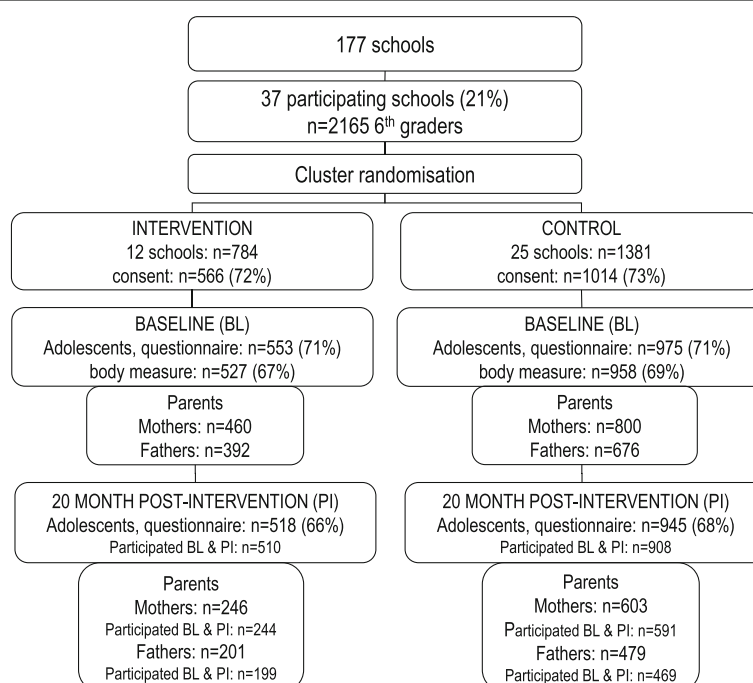 177 schools
37 participating schools (21%)
n=2165 6th graders
Cluster randomisation
INTERVENTION
12 schools: n=784
consent: n=566 (72%)
CONTROL
25 schools: n=1381
consent: n=1014 (73%)
BASELINE (BL)
Adolescents, questionnaire: n=553 (71%)
body measure: n=527 (67%)
BASELINE (BL)
Adolescents, questionnaire: n=975 (71%)
body measure: n=958 (69%)
Parents
Mothers: n=460
Fathers: n=392
Parents
Mothers: n=800
Fathers: n=676
20 MONTH POST-INTERVENTION (PI)
Adolescents, questionnaire: n=518 (66%)
Participated BL & PI: n=510
20 MONTH POST-INTERVENTION (PI)
Adolescents, questionnaire: n=945 (68%)
Participated BL & PI: n=908
Parents
Mothers: n=246
Participated BL & PI: n=244
Fathers: n=201
Participated BL & PI: n=199
Parents
Mothers: n=603
Participated BL & PI: n=591
Fathers: n=479
Participated BL & PI: n=469